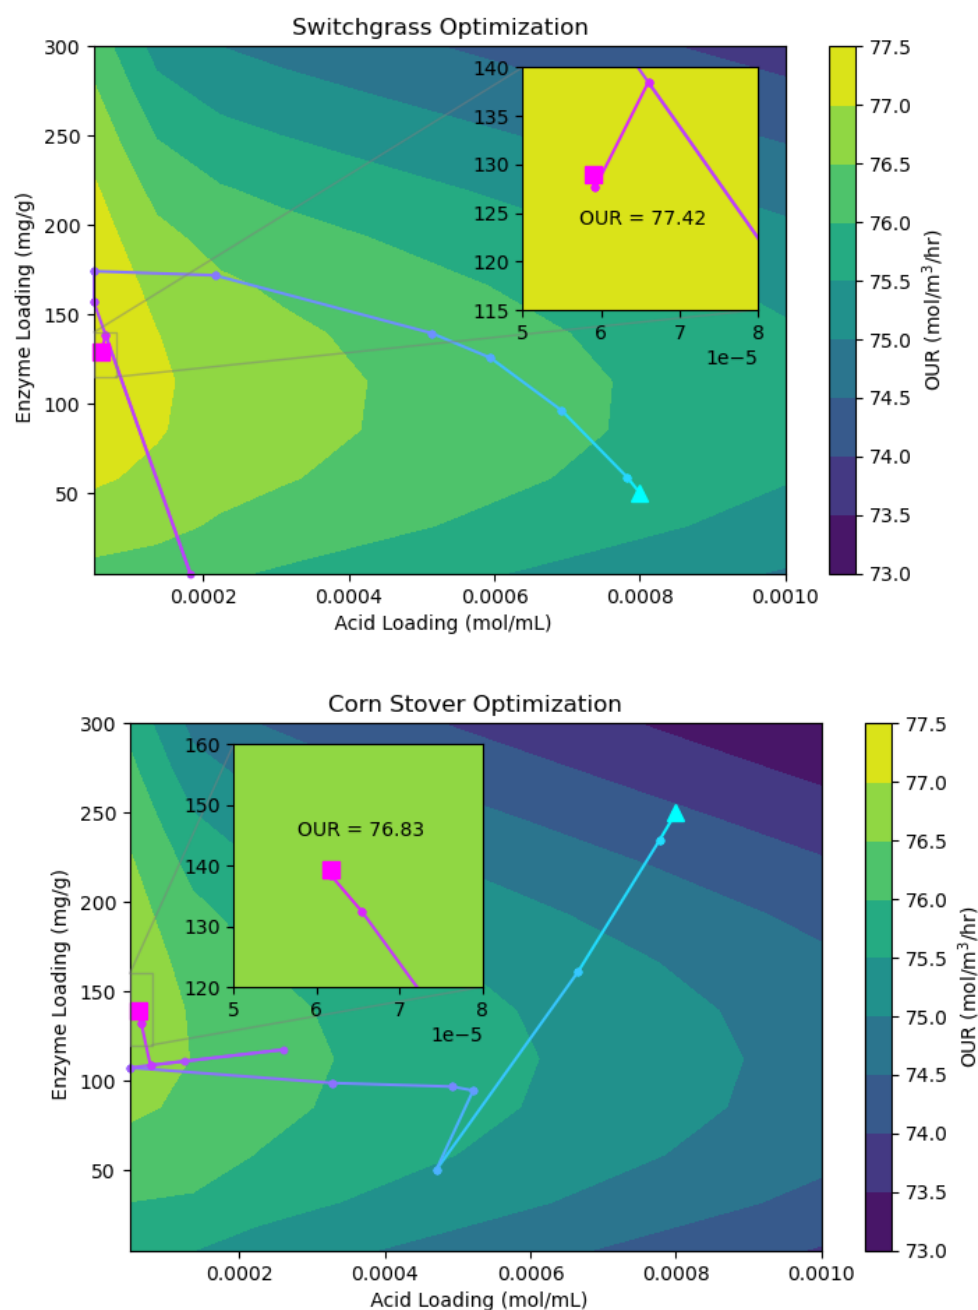 Switchgrass Optimization
300
250
200
150
100
50
Enzyme Loading (mg/g)
0.0002 0.0004 0.0006 0.0008 0.0010
Acid Loading (mol/mL)
140
135
130
125
120
115
OUR = 77.42
5 6 7 8
1e−5
77.5
77.0
76.5
76.0
75.5
75.0
74.5
74.0
73.5
73.0
OUR (mol/m³/hr)
Corn Stover Optimization
300
250
200
150
100
50
Enzyme Loading (mg/g)
0.0002 0.0004 0.0006 0.0008 0.0010
Acid Loading (mol/mL)
160
150
140
130
120
OUR = 76.83
5 6 7 8
1e−5
77.5
77.0
76.5
76.0
75.5
75.0
74.5
74.0
73.5
73.0
OUR (mol/m³/hr)